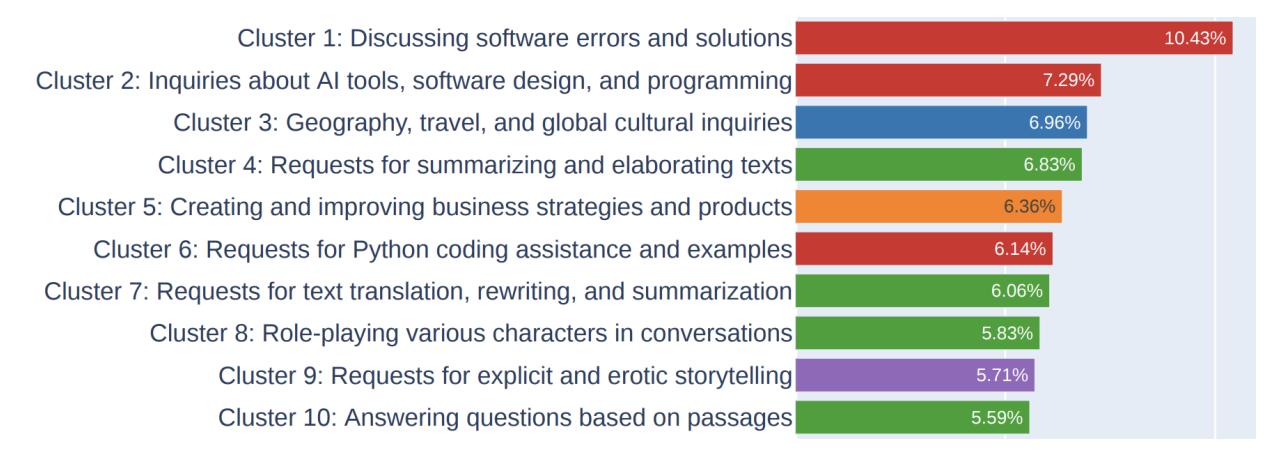 Cluster 1: Discussing software errors and solutions 10.43%
Cluster 2: Inquiries about AI tools, software design, and programming 7.29%
Cluster 3: Geography, travel, and global cultural inquiries 6.96%
Cluster 4: Requests for summarizing and elaborating texts 6.83%
Cluster 5: Creating and improving business strategies and products 6.36%
Cluster 6: Requests for Python coding assistance and examples 6.14%
Cluster 7: Requests for text translation, rewriting, and summarization 6.06%
Cluster 8: Role-playing various characters in conversations 5.83%
Cluster 9: Requests for explicit and erotic storytelling 5.71%
Cluster 10: Answering questions based on passages 5.59%